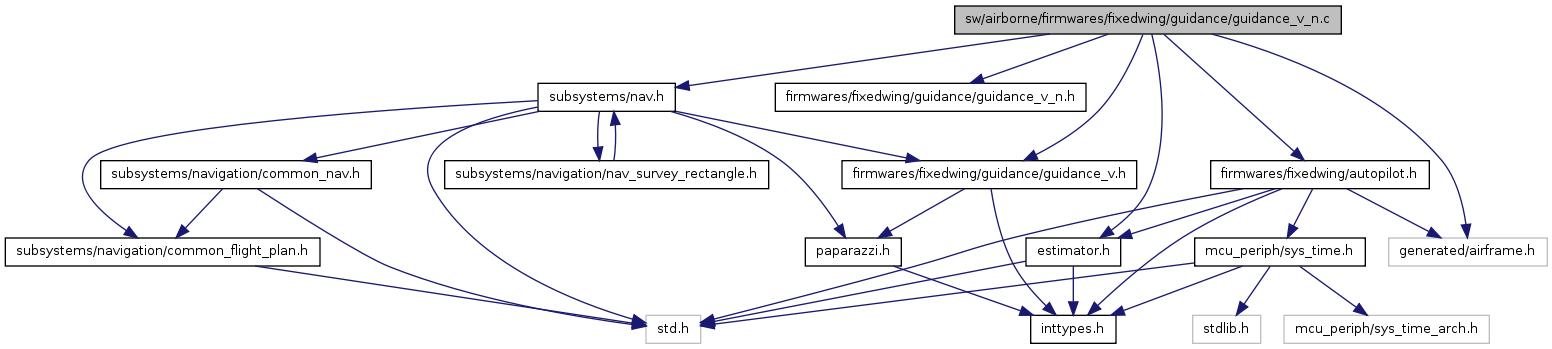 sw/airborne/firmwares/fixedwing/guidance/guidance_v_n.c
subsystems/nav.h
firmwares/fixedwing/guidance/guidance_v_n.h
subsystems/navigation/common_nav.h
subsystems/navigation/nav_survey_rectangle.h
firmwares/fixedwing/guidance/guidance_v.h
firmwares/fixedwing/autopilot.h
subsystems/navigation/common_flight_plan.h
paparazzi.h
estimator.h
mcu_periph/sys_time.h
generated/airframe.h
std.h
inttypes.h
stdlib.h
mcu_periph/sys_time_arch.h